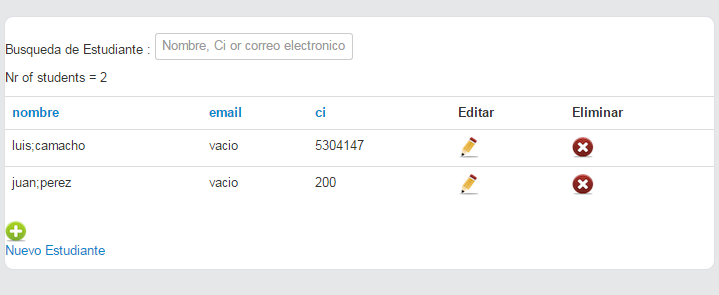 Busqueda de Estudiante : Nombre, Ci or correo electronico
Nr of students = 2
nombre email ci Editar Eliminar
luis;camacho vacio 5304147
juan;perez vacio 200
Nuevo Estudiante